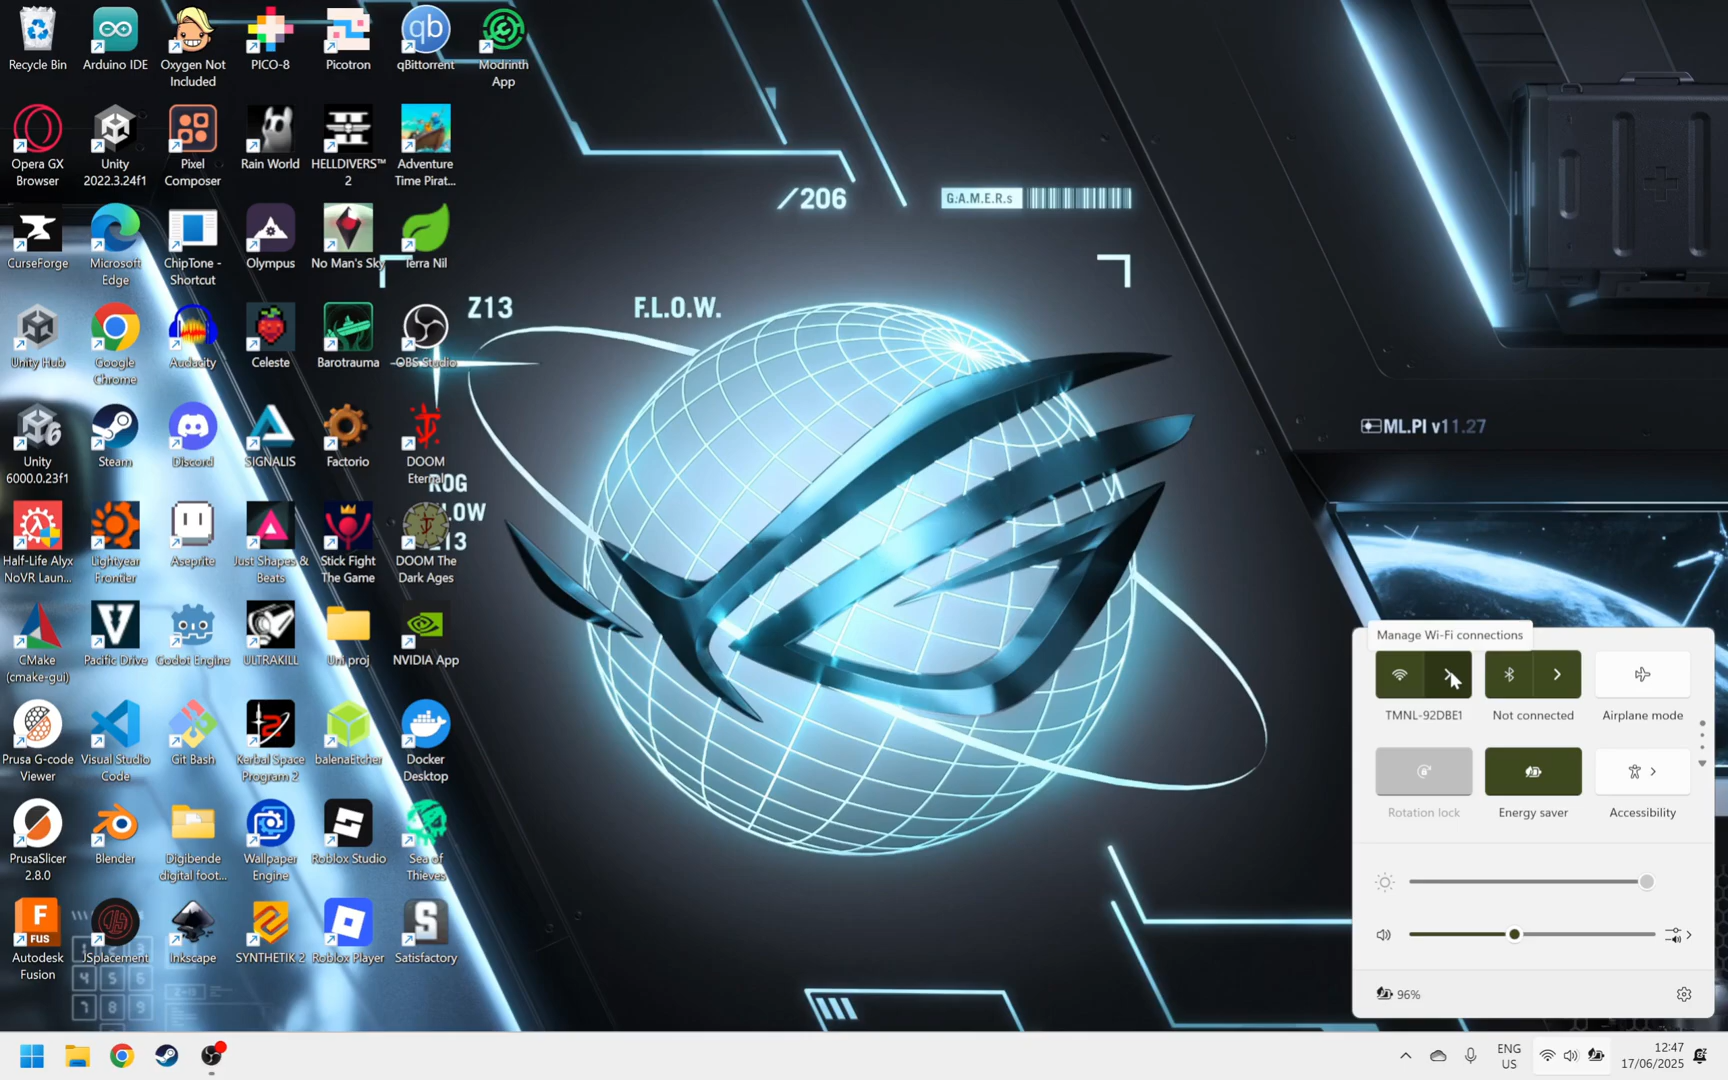 Recycle Bin
Arduino IDE
Oxygen Not
Included
PICO-8
Picotron
qb
qBittorrent
Modrinth
App
Opera GX
Browser
Unity
2022.3.24f1
Pixel
Composer
Rain World
HELLDIVERS™
2
Adventure
Time Pirat...
CurseForge
Microsoft
Edge
ChipTone -
Shortcut
Olympus
No Man's Sky
Terra Nil
Unity Hub
Google
Chrome
Audacity
Celeste
Barotrauma
OBS Studio
6
Unity
6000.0.23f1
Steam
Discord
SIGNALIS
Factorio
DOOM
Eternal
Half-Life Alyx
NoVR Laun...
Lightyear
Frontier
Aseprite
Just Shapes &
Beats
Stick Fight
The Game
DOOM The
Dark Ages
CMake
(cmake-gui)
Pacific Drive
Godot Engine
ULTRAKILL
Uni proj
NVIDIA App
Prusa G-code
Viewer
Visual Studio
Code
Git Bash
Kerbal Space
Program 2
balenaEtcher
Docker
Desktop
PrusaSlicer
2.8.0
Blender
Digibende
digital foot...
Wallpaper
Engine
Roblox Studio
Sea of
Thieves
F
FUS
Autodesk
Fusion
JSplacement
Inkscape
SYNTHETIK 2
Roblox Player
S
Satisfactory
/206
G.A.M.E.R.s
Z13
F.L.O.W.
ROG
FLOW
Z13
ML.PI v11.27
Manage Wi-Fi connections
TMNL-92DBE1
Not connected
Airplane mode
Rotation lock
Energy saver
Accessibility
96%
ENG
US
12:47
17/06/2025